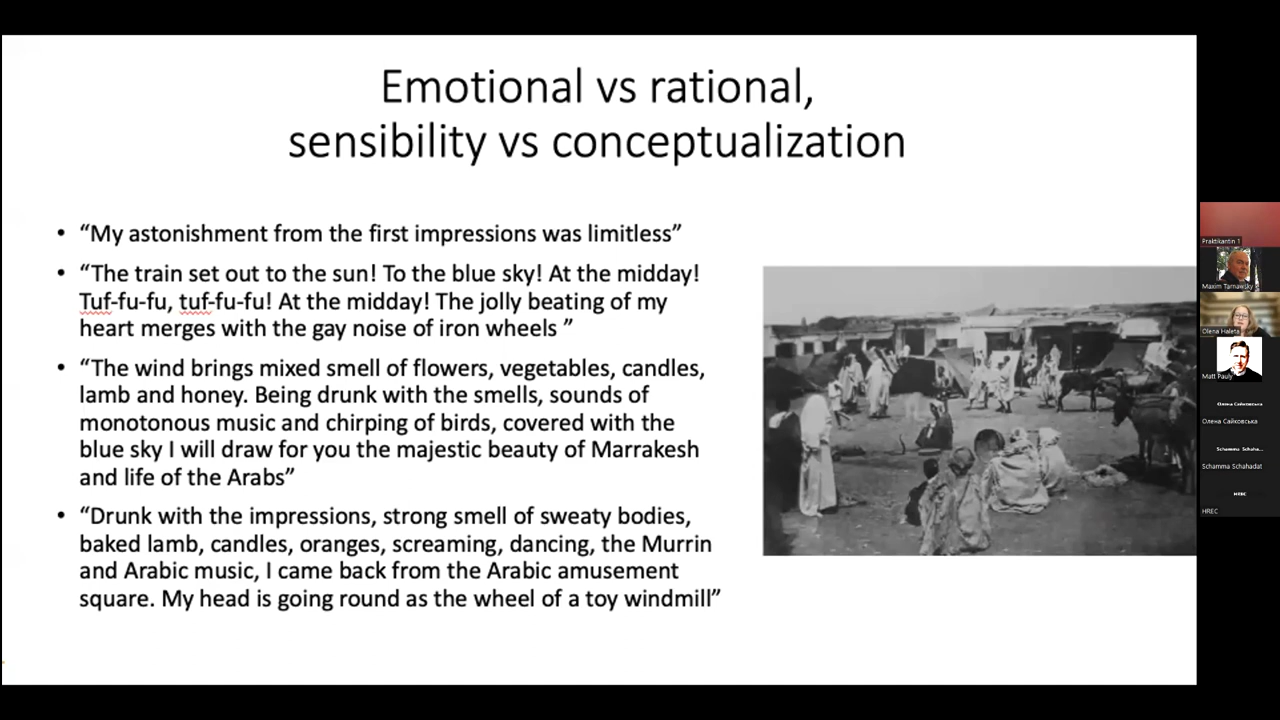 Emotional vs rational,
sensibility vs conceptualization
• “My astonishment from the first impressions was limitless”
• “The train set out to the sun! To the blue sky! At the midday!
Tuf-fu-fu, tuf-fu-fu! At the midday! The jolly beating of my
heart merges with the gay noise of iron wheels ”
• “The wind brings mixed smell of flowers, vegetables, candles,
lamb and honey. Being drunk with the smells, sounds of
monotonous music and chirping of birds, covered with the
blue sky I will draw for you the majestic beauty of Marrakesh
and life of the Arabs”
• “Drunk with the impressions, strong smell of sweaty bodies,
baked lamb, candles, oranges, screaming, dancing, the Murrin
and Arabic music, I came back from the Arabic amusement
square. My head is going round as the wheel of a toy windmill”
Praktikantin 1
Maxim Tarnawsky
Olena Haleta
Matt Pauly
Олена Сайковська
Олена Сайковська
Schamma Schaha...
Schamma Schahadat
HREC
HREC